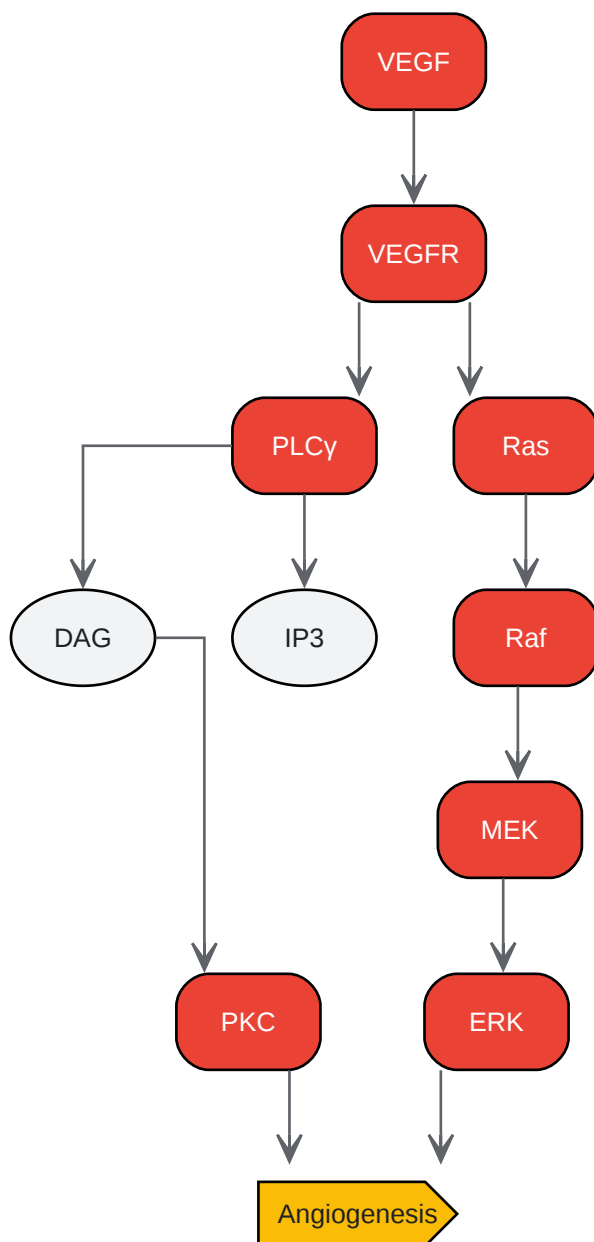 VEGF
VEGFR
PLCγ
Ras
DAG
IP3
Raf
MEK
PKC
ERK
Angiogenesis